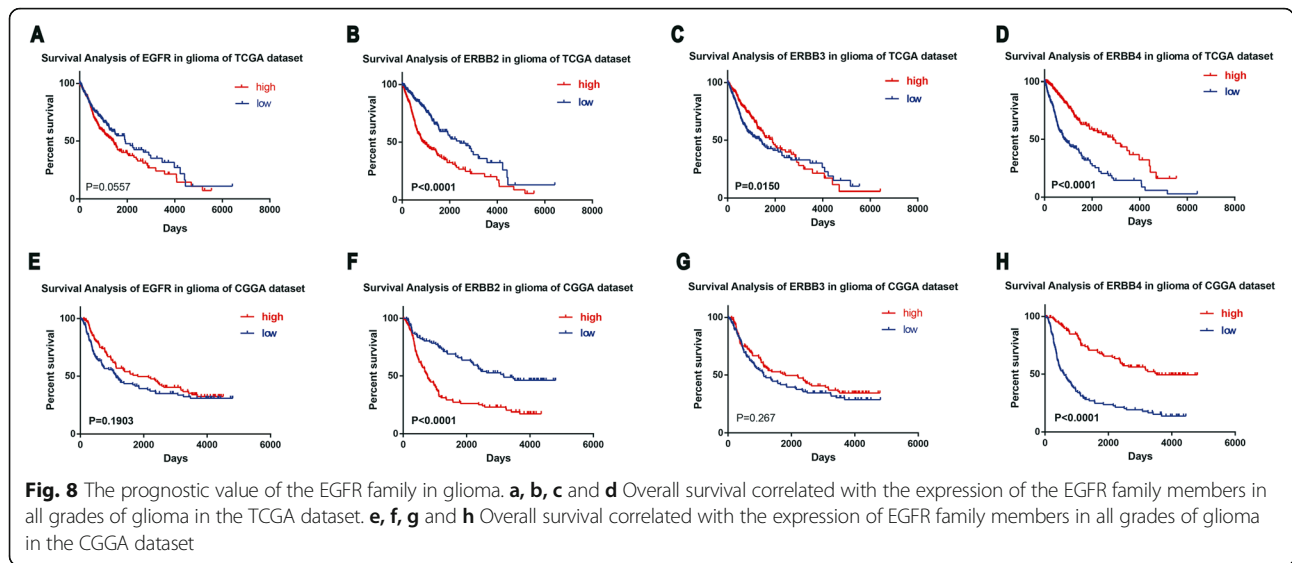 A
Survival Analysis of EGFR in glioma of TCGA dataset
high
low
Percent survival
100
50
0
P=0.0557
0 2000 4000 6000 8000
Days
B
Survival Analysis of ERBB2 in glioma of TCGA dataset
high
low
Percent survival
100
50
0
P<0.0001
0 2000 4000 6000 8000
Days
C
Survival Analysis of ERBB3 in glioma of TCGA dataset
high
low
Percent survival
100
50
0
P=0.0150
0 2000 4000 6000 8000
Days
D
Survival Analysis of ERBB4 in glioma of TCGA dataset
high
low
Percent survival
100
50
0
P<0.0001
0 2000 4000 6000 8000
Days
E
Survival Analysis of EGFR in glioma of CGGA dataset
high
low
Percent survival
100
50
0
P=0.1903
0 2000 4000 6000
Days
F
Survival Analysis of ERBB2 in glioma of CGGA dataset
high
low
Percent survival
100
50
0
P<0.0001
0 2000 4000 6000
Days
G
Survival Analysis of ERBB3 in glioma of CGGA dataset
high
low
Percent survival
100
50
0
P=0.267
0 2000 4000 6000
Days
H
Survival Analysis of ERBB4 in glioma of CGGA dataset
high
low
Percent survival
100
50
0
P<0.0001
0 2000 4000 6000
Days
Fig. 8 The prognostic value of the EGFR family in glioma. a, b, c and d Overall survival correlated with the expression of the EGFR family members in
all grades of glioma in the TCGA dataset. e, f, g and h Overall survival correlated with the expression of EGFR family members in all grades of glioma
in the CGGA dataset